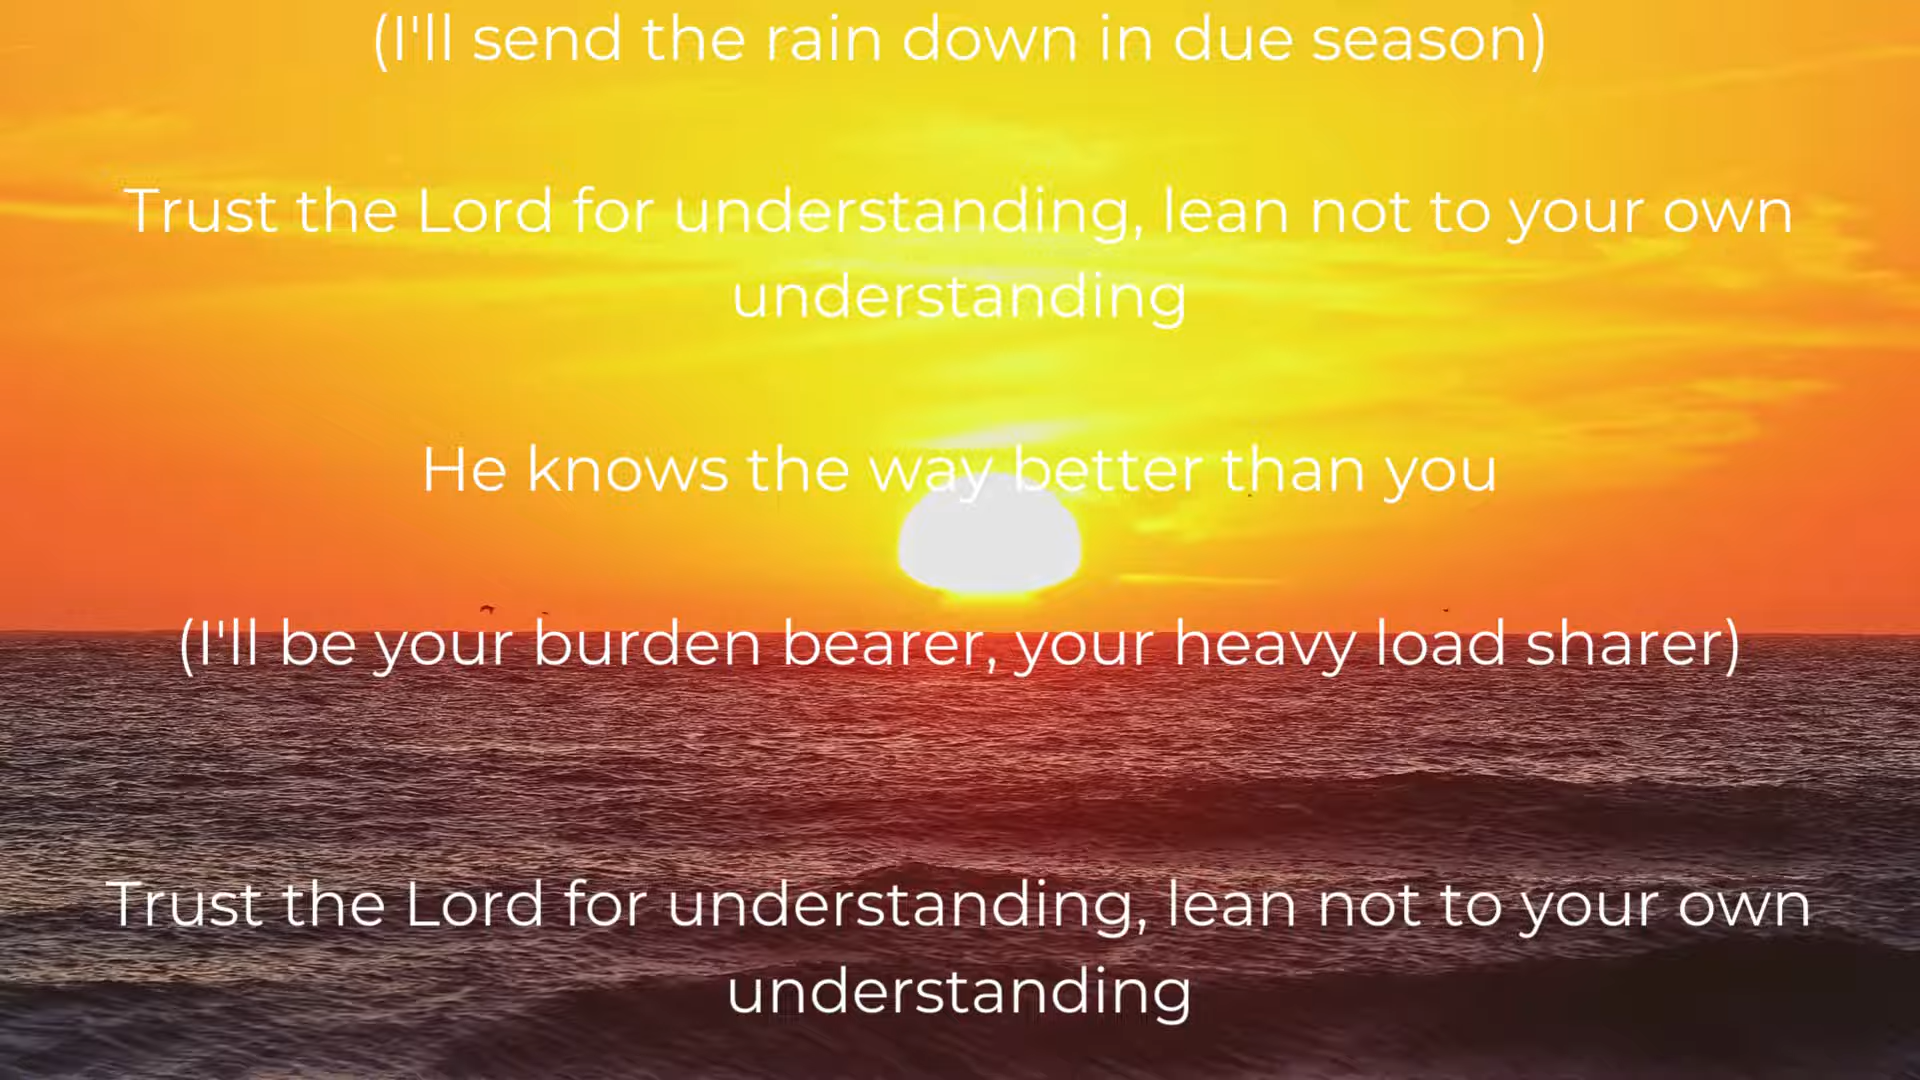 (I'll send the rain down in due season)
Trust the Lord for understanding, lean not to your own
understanding
He knows the way better than you
(I'll be your burden bearer, your heavy load sharer)
Trust the Lord for understanding, lean not to your own
understanding